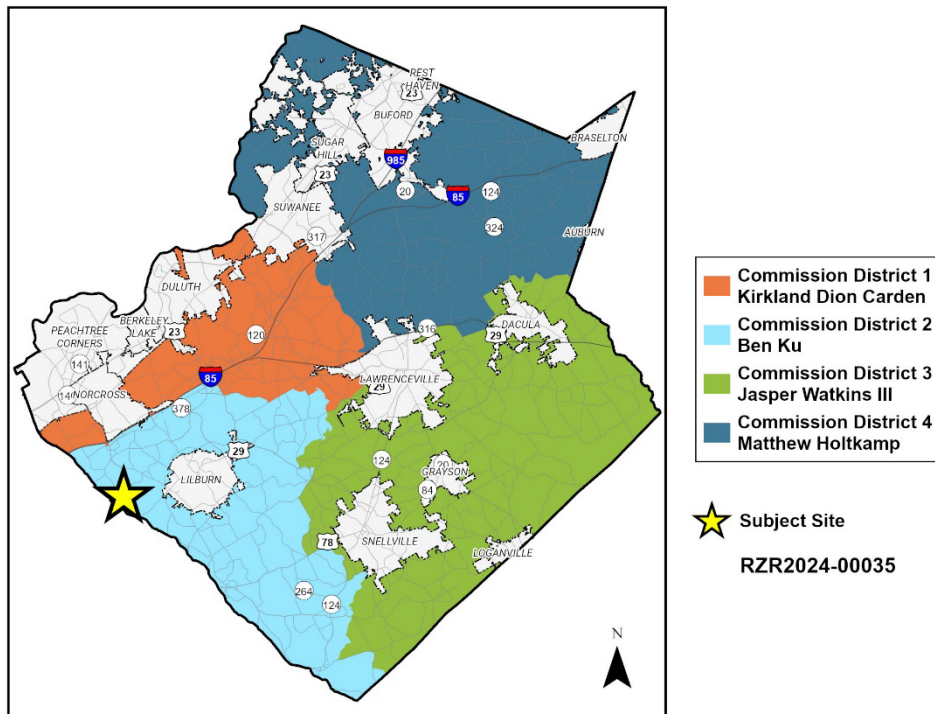 REST
HAVEN
23
BUFORD
BRASELTON
SUGAR
HILL
985
23
20
85
124
SUWANEE
324
317
AUBURN
DULUTH
BERKELEY
LAKE
23
PEACHTREE
CORNERS
120
316
DACULA
29
141
85
LAWRENCEVILLE
29
14
NORCROSS
378
29
LILBURN
124
20
GRAYSON
84
78
SNELLVILLE
LOGANVILLE
264
124
N
Commission District 1
Kirkland Dion Carden
Commission District 2
Ben Ku
Commission District 3
Jasper Watkins III
Commission District 4
Matthew Holtkamp
Subject Site
RZR2024-00035